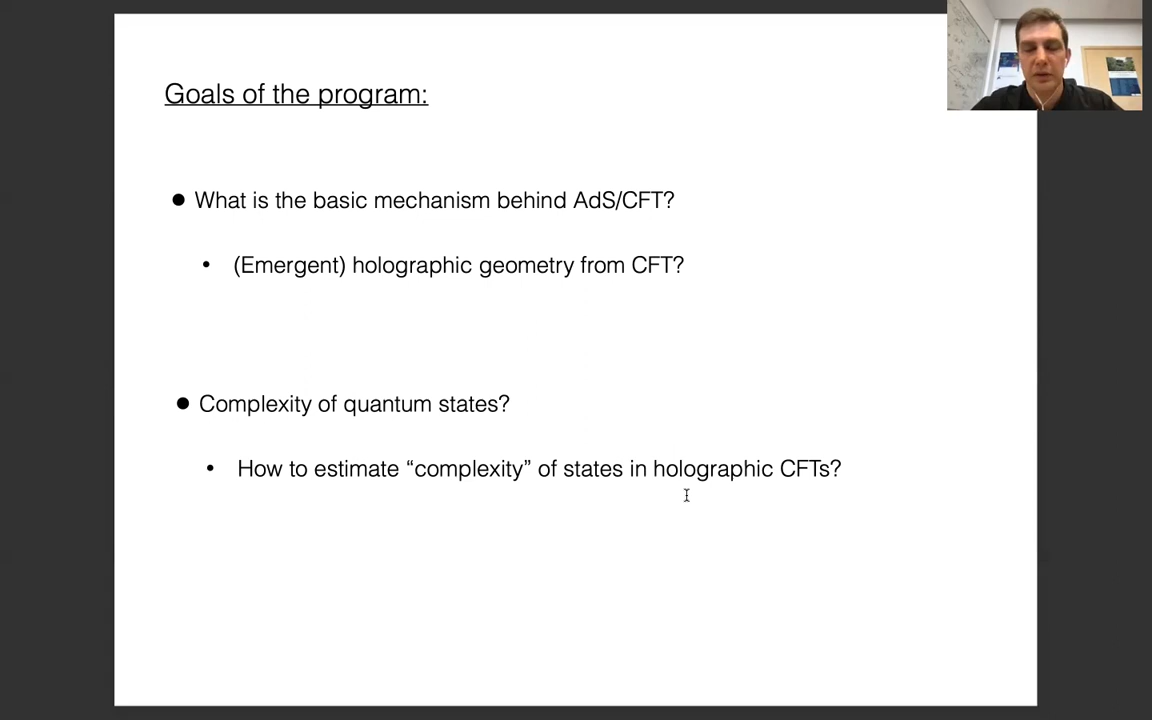 Goals of the program:
● What is the basic mechanism behind AdS/CFT?
• (Emergent) holographic geometry from CFT?
● Complexity of quantum states?
• How to estimate “complexity” of states in holographic CFTs?